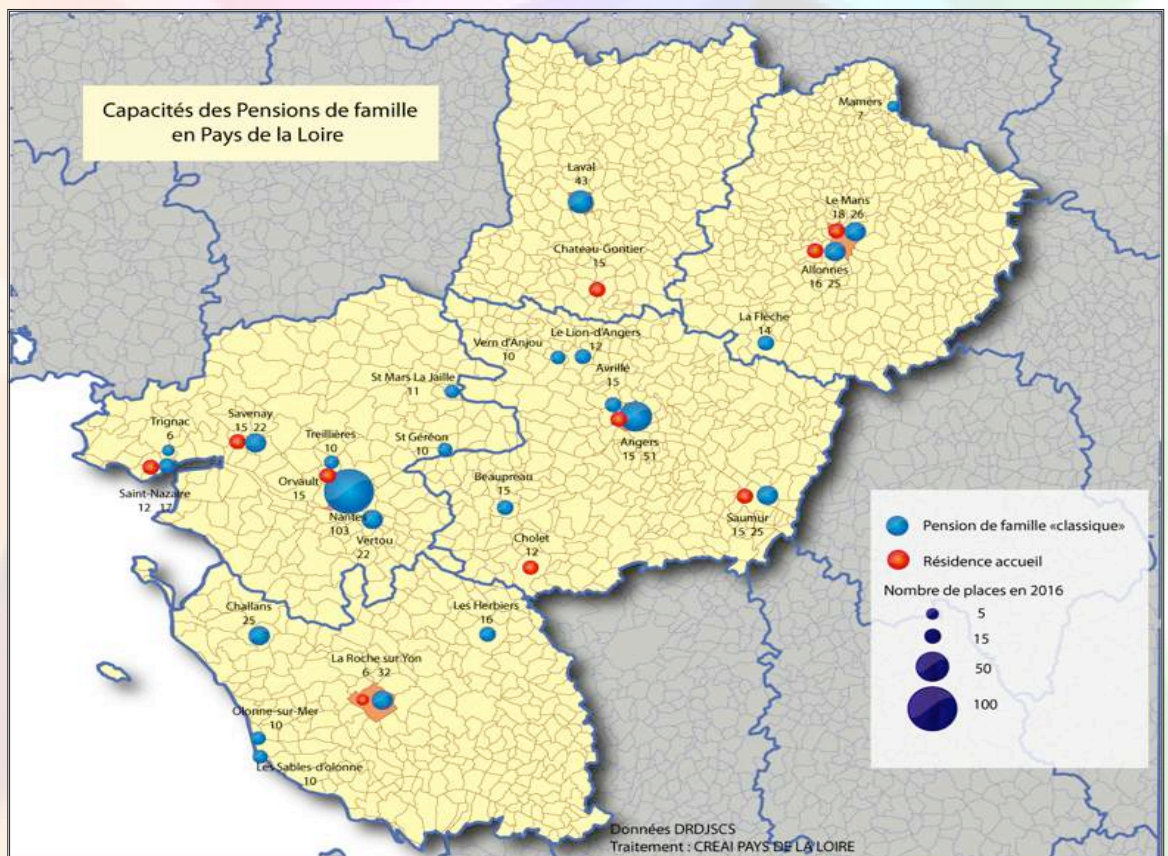 Capacités des Pensions de famille
en Pays de la Loire
Mamers
7
Laval
43
Le Mans
18 26
Chateau-Gontier
15
Allonnes
16 25
La Flèche
14
Le Lion-d'Angers
12
Vern d'Anjou
10
Avrillé
15
St Mars La Jaille
11
Angers
15 51
Trignac
6
Savenay
15 22
Treillières
10
St Géréon
10
Orvault
15
Beaupreau
15
Saint-Nazaire
12 17
Nantes
103
Vertou
22
Saumur
15 25
Cholet
12
Challans
25
Les Herbiers
16
La Roche sur Yon
6 32
Olonne-sur-Mer
10
Les Sables-d'olonne
10
Pension de famille «classique»
Résidence accueil
Nombre de places en 2016
5
15
50
100
Données DRDJSCS
Traitement : CREAI PAYS DE LA LOIRE